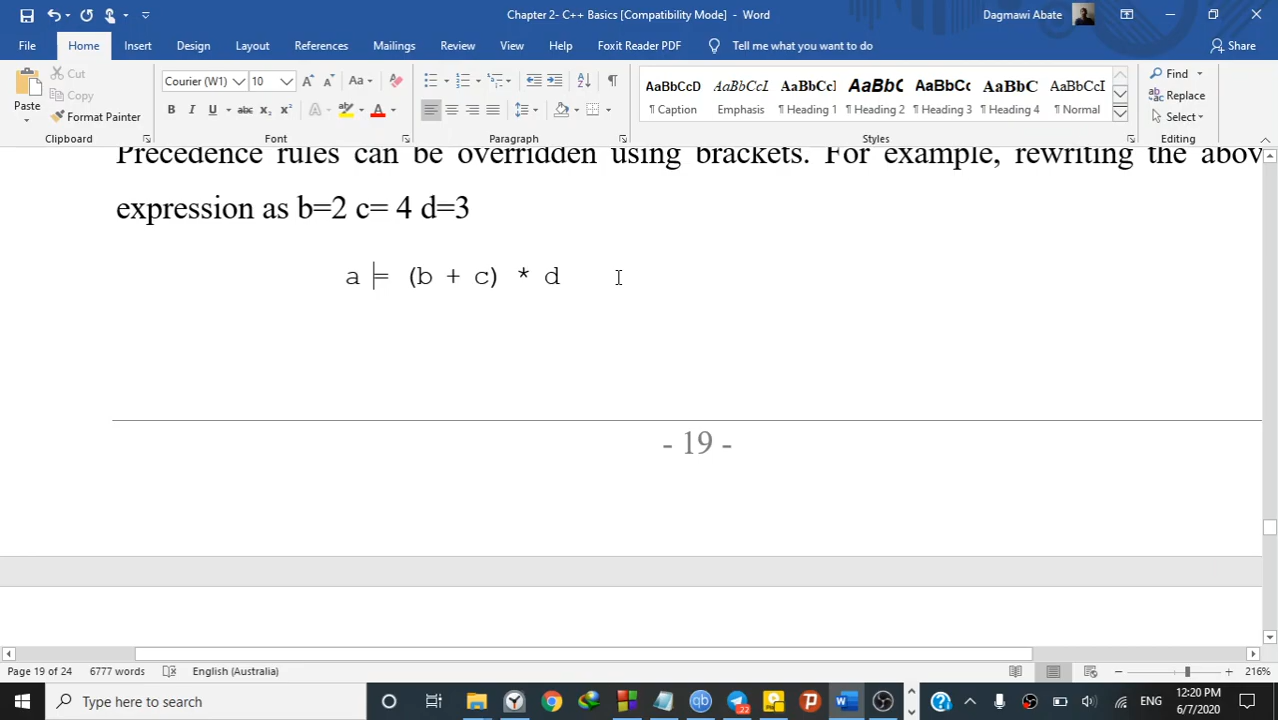 Chapter 2- C++ Basics [Compatibility Mode] - Word
Dagmawi Abate
File Home Insert Design Layout References Mailings Review View Help Foxit Reader PDF Tell me what you want to do Share
Paste
Cut
Copy
Format Painter
Clipboard
Courier (W1) 10
Font
Paragraph
AaBbCcD AaBbCcL AaBbCcl AaBbC AaBbCc AaBbC AaBbCcI
¶ Caption Emphasis ¶ Heading 1 ¶ Heading 2 ¶ Heading 3 ¶ Heading 4 ¶ Normal
Styles
Find
Replace
Select
Editing
Precedence rules can be overridden using brackets. For example, rewriting the abov
expression as b=2 c= 4 d=3
a = (b + c) * d
- 19 -
Page 19 of 24 6777 words English (Australia) 216%
Type here to search
22
ENG
12:20 PM
6/7/2020